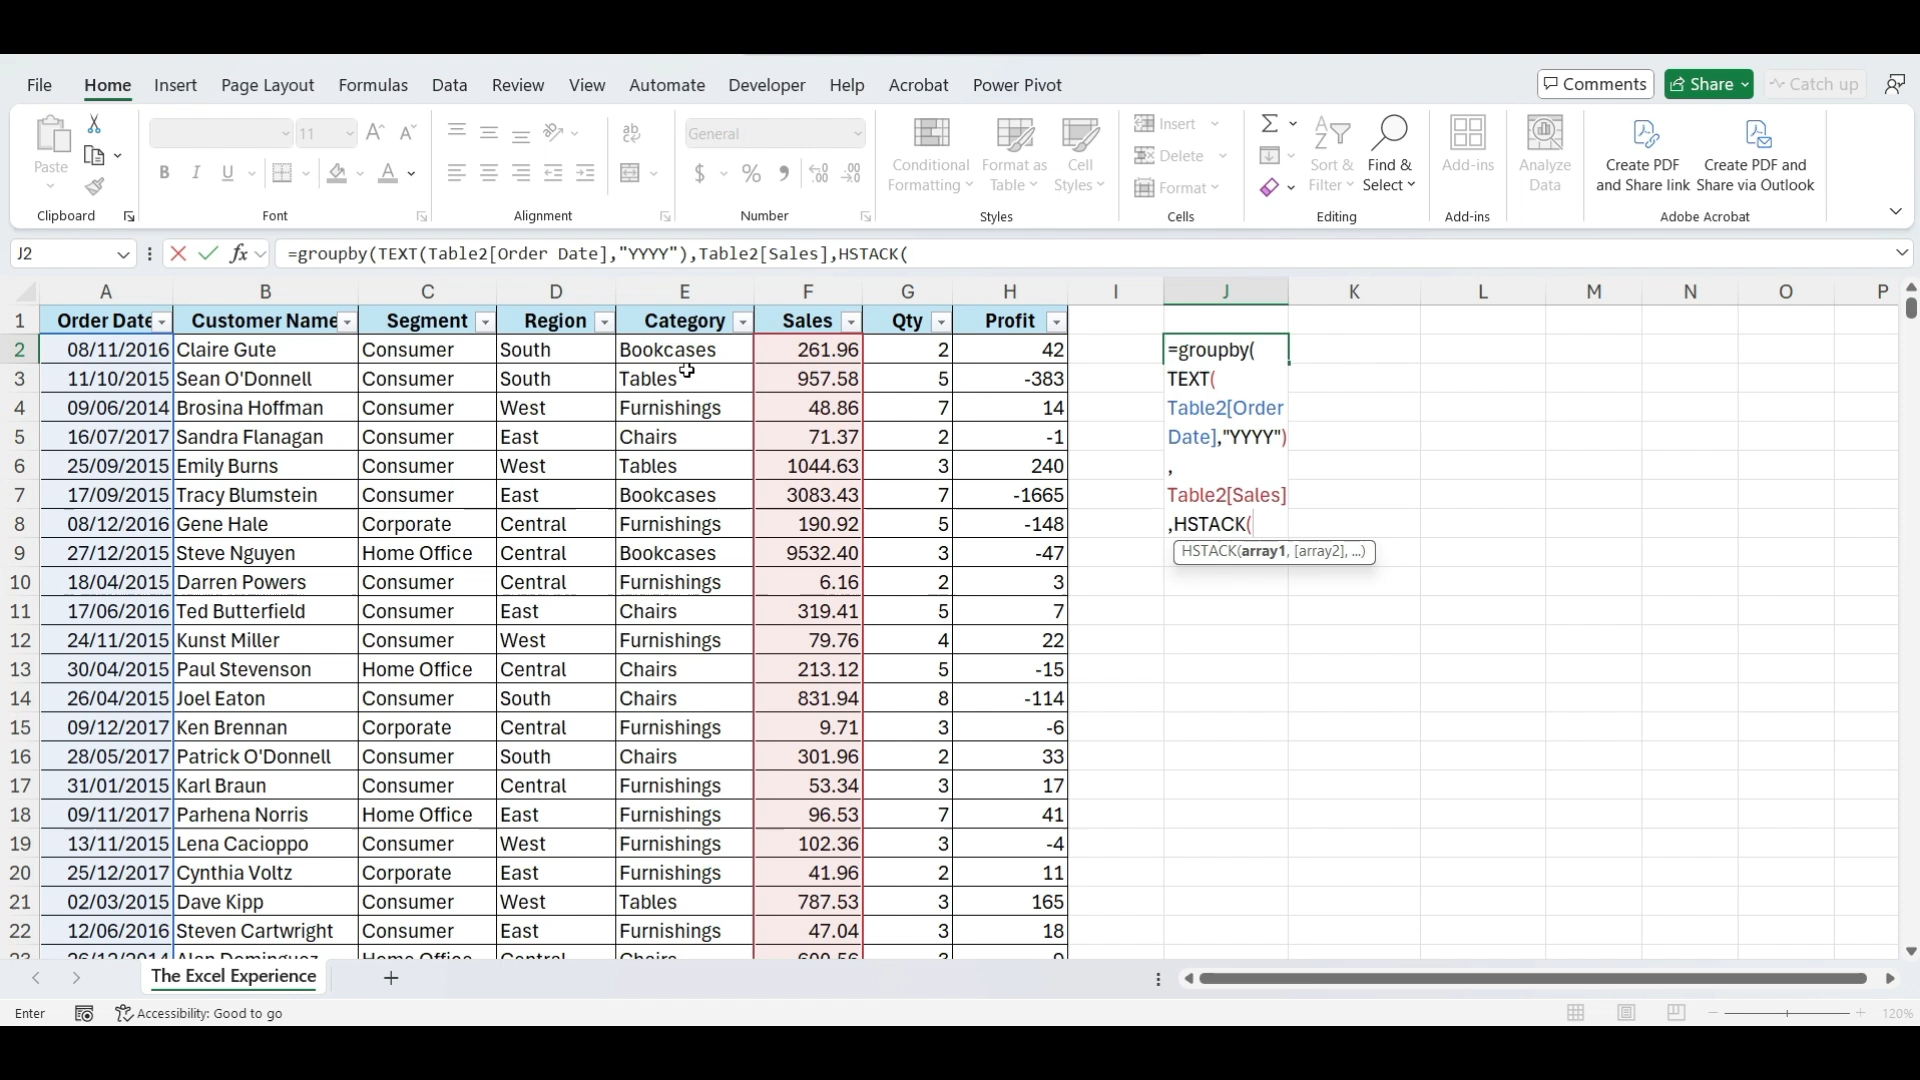 File Home Insert Page Layout Formulas Data Review View Automate Developer Help Acrobat Power Pivot Comments Share Catch up
Paste
Clipboard
11
B I U A
Font
ab
Alignment
General
$ % 9 .00
Number
Conditional Formatting
Format as Table
Cell Styles
Styles
Insert
Delete
Format
Cells
Sort & Filter
Find & Select
Editing
Add-ins
Add-ins
Analyze Data
Create PDF and Share link
Create PDF and Share via Outlook
Adobe Acrobat
J2 fx =groupby(TEXT(Table2[Order Date],"YYYY"),Table2[Sales],HSTACK(
A B C D E F G H I J K L M N O P
1 Order Date Customer Name Segment Region Category Sales Qty Profit
2 08/11/2016 Claire Gute Consumer South Bookcases 261.96 2 42
3 11/10/2015 Sean O'Donnell Consumer South Tables 957.58 5 -383
4 09/06/2014 Brosina Hoffman Consumer West Furnishings 48.86 7 14
5 16/07/2017 Sandra Flanagan Consumer East Chairs 71.37 2 -1
6 25/09/2015 Emily Burns Consumer West Tables 1044.63 3 240
7 17/09/2015 Tracy Blumstein Consumer East Bookcases 3083.43 7 -1665
8 08/12/2016 Gene Hale Corporate Central Furnishings 190.92 5 -148
9 27/12/2015 Steve Nguyen Home Office Central Bookcases 9532.40 3 -47
10 18/04/2015 Darren Powers Consumer Central Furnishings 6.16 2 3
11 17/06/2016 Ted Butterfield Consumer East Chairs 319.41 5 7
12 24/11/2015 Kunst Miller Consumer West Furnishings 79.76 4 22
13 30/04/2015 Paul Stevenson Home Office Central Chairs 213.12 5 -15
14 26/04/2015 Joel Eaton Consumer South Chairs 831.94 8 -114
15 09/12/2017 Ken Brennan Corporate Central Furnishings 9.71 3 -6
16 28/05/2017 Patrick O'Donnell Consumer South Chairs 301.96 2 33
17 31/01/2015 Karl Braun Consumer Central Furnishings 53.34 3 17
18 09/11/2017 Parhena Norris Home Office East Furnishings 96.53 7 41
19 13/11/2015 Lena Cacioppo Consumer West Furnishings 102.36 3 -4
20 25/12/2017 Cynthia Voltz Corporate East Furnishings 41.96 2 11
21 02/03/2015 Dave Kipp Consumer West Tables 787.53 3 165
22 12/06/2016 Steven Cartwright Consumer East Furnishings 47.04 3 18
=groupby(
TEXT(
Table2[Order
Date],"YYYY")
,
Table2[Sales]
,HSTACK(
HSTACK(array1, [array2], ...)
The Excel Experience
Enter Accessibility: Good to go 120%